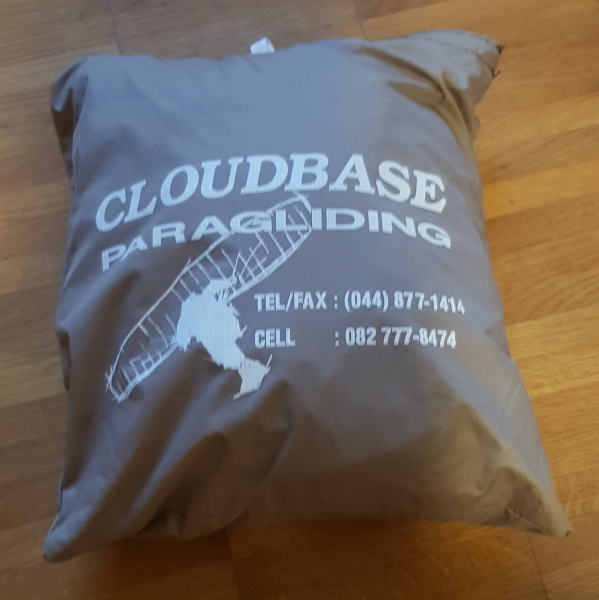 CLOUDBASE
PARAGLIDING
TEL/FAX : (044) 877-1414
CELL : 082 777-8474